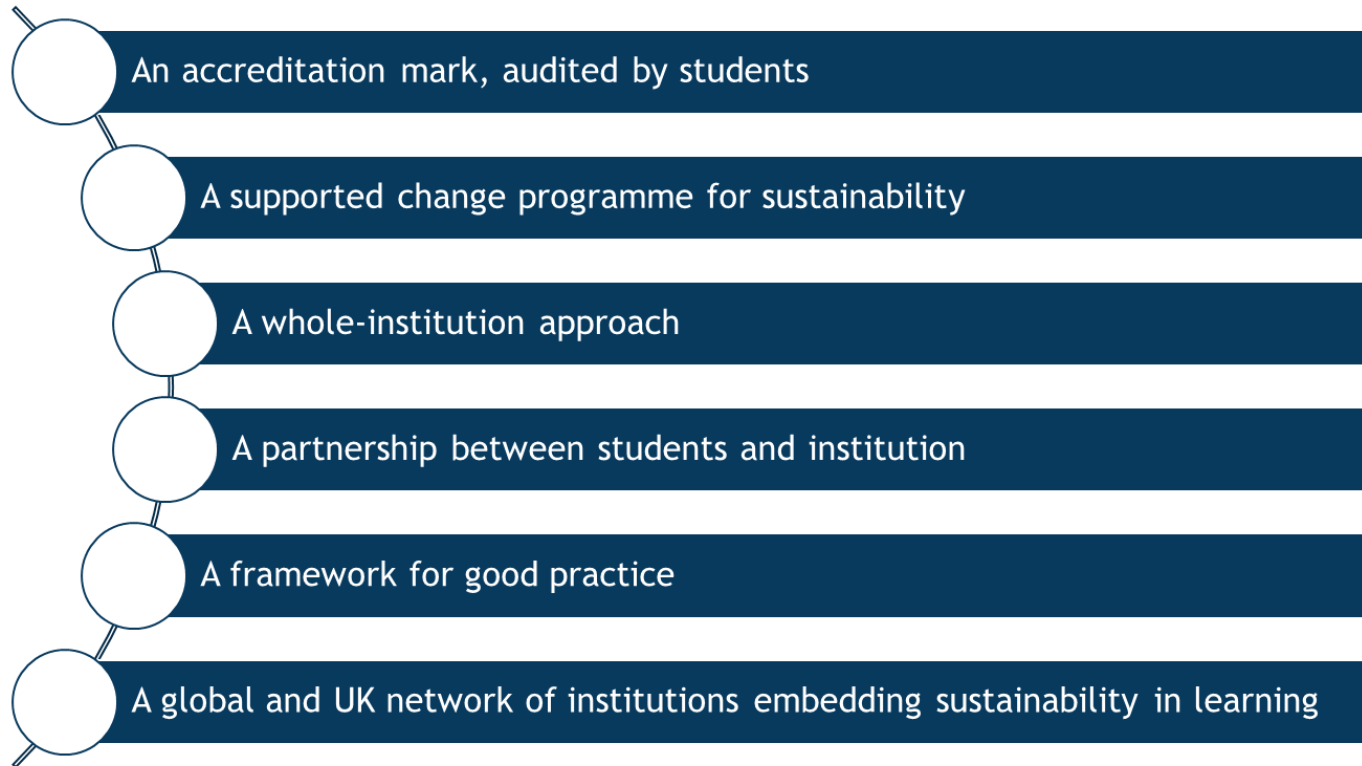 An accreditation mark, audited by students
A supported change programme for sustainability
A whole-institution approach
A partnership between students and institution
A framework for good practice
A global and UK network of institutions embedding sustainability in learning